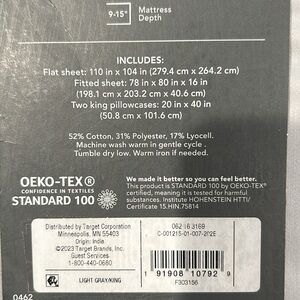 9-15" Mattress
Depth
INCLUDES:
Flat sheet: 110 in x 104 in (279.4 cm x 264.2 cm)
Fitted sheet: 78 in x 80 in x 16 in
(198.1 cm x 203.2 cm x 40.6 cm)
Two king pillowcases: 20 in x 40 in
(50.8 cm x 101.6 cm)
52% Cotton, 31% Polyester, 17% Lyocell.
Machine wash warm in gentle cycle.
Tumble dry low. Warm iron if needed.
OEKO-TEX®
CONFIDENCE IN TEXTILES
STANDARD 100
We made it better so you can feel better.
This product is STANDARD 100 by OEKO-TEX®
certified, meaning it is tested for harmful
substances. Institute HOHENSTEIN HTTI/
Certificate 15.HIN.75814
Distributed by Target Corporation
Minneapolis, MN 55403
Origin: India
©2023 Target Brands, Inc.
Guest Services
1-800-440-0680
LIGHT GRAY/KING
062 16 3169
C-001215-01-007-2F2E
1 91908 10792 9
F303156
0462